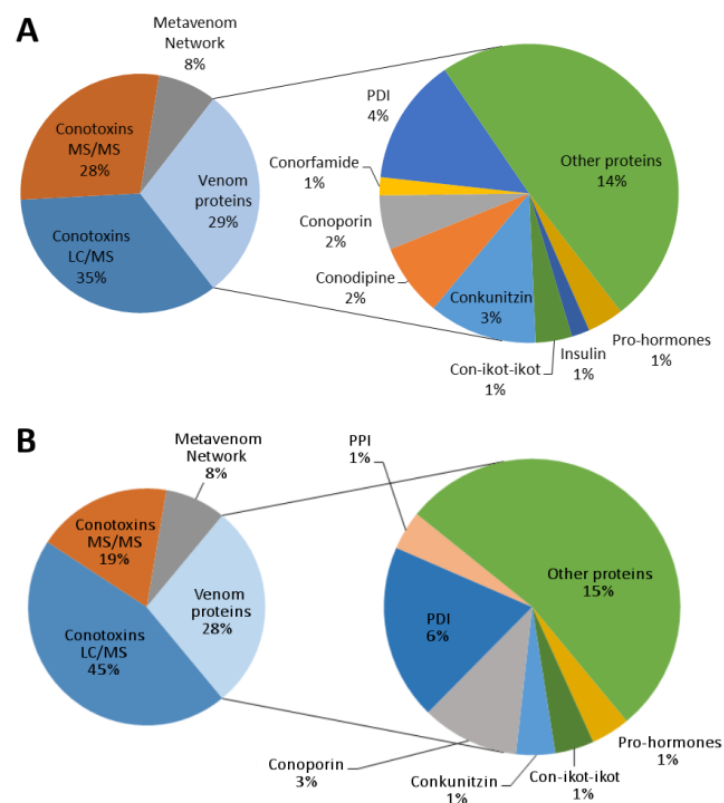 A
Metavenom
Network
8%
Conotoxins
MS/MS
28%
Venom
proteins
29%
Conotoxins
LC/MS
35%
PDI
4%
Other proteins
14%
Conorfamide
1%
Conoporin
2%
Conodipine
2%
Conkunitzin
3%
Con-ikot-ikot
1%
Insulin
1%
Pro-hormones
1%
B
Metavenom
Network
8%
Conotoxins
MS/MS
19%
Venom
proteins
28%
Conotoxins
LC/MS
45%
PPI
1%
Other proteins
15%
PDI
6%
Conoporin
3%
Conkunitzin
1%
Con-ikot-ikot
1%
Pro-hormones
1%